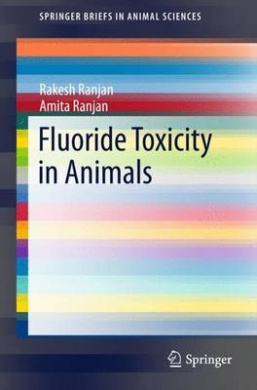 SPRINGER BRIEFS IN ANIMAL SCIENCES
Rakesh Ranjan
Amita Ranjan
Fluoride Toxicity
in Animals
Springer